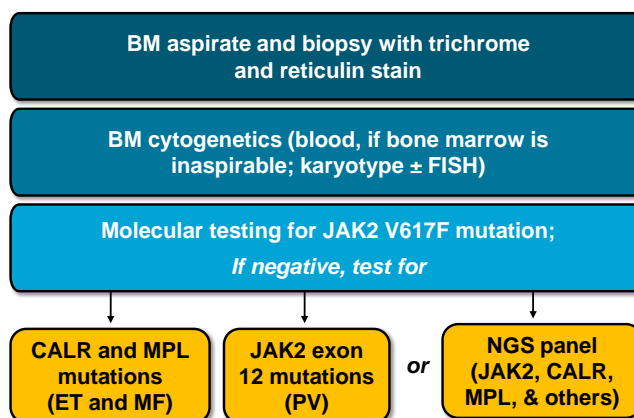 BM aspirate and biopsy with trichrome
and reticulin stain
BM cytogenetics (blood, if bone marrow is
inaspirable; karyotype ± FISH)
Molecular testing for JAK2 V617F mutation;
If negative, test for
CALR and MPL
mutations
(ET and MF)
JAK2 exon
12 mutations
(PV)
or
NGS panel
(JAK2, CALR,
MPL, & others)